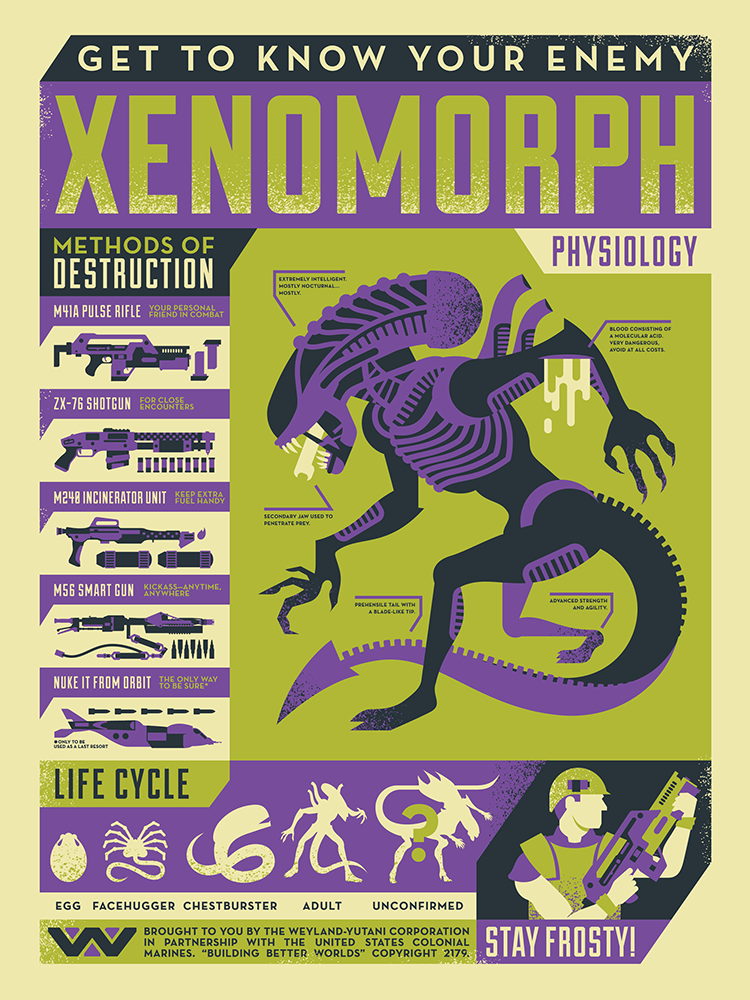 GET TO KNOW YOUR ENEMY
XENOMORPH
METHODS OF
DESTRUCTION
M41A PULSE RIFLE
YOUR PERSONAL
FRIEND IN COMBAT
ZX-76 SHOTGUN
FOR CLOSE
ENCOUNTERS
M240 INCINERATOR UNIT
KEEP EXTRA
FUEL HANDY
M56 SMART GUN
KICKASS—ANYTIME,
ANYWHERE
NUKE IT FROM ORBIT
THE ONLY WAY
TO BE SURE*
*ONLY TO BE
USED AS A LAST RESORT
PHYSIOLOGY
EXTREMELY INTELLIGENT.
MOSTLY NOCTURNAL...
MOSTLY.
BLOOD CONSISTING OF
A MOLECULAR ACID.
VERY DANGEROUS,
AVOID AT ALL COSTS.
SECONDARY JAW USED TO
PENETRATE PREY.
PREHENSILE TAIL WITH
A BLADE-LIKE TIP.
ADVANCED STRENGTH
AND AGILITY.
LIFE CYCLE
?
EGG
FACEHUGGER
CHESTBURSTER
ADULT
UNCONFIRMED
BROUGHT TO YOU BY THE WEYLAND-YUTANI CORPORATION
IN PARTNERSHIP WITH THE UNITED STATES COLONIAL
MARINES. "BUILDING BETTER WORLDS" COPYRIGHT 2179.
STAY FROSTY!